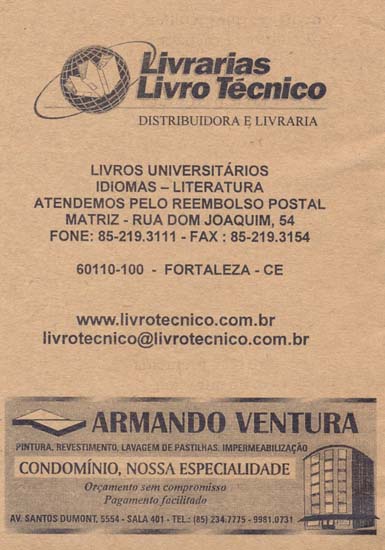 Livrarias
Livro Técnico
DISTRIBUIDORA E LIVRARIA
LIVROS UNIVERSITÁRIOS
IDIOMAS – LITERATURA
ATENDEMOS PELO REEMBOLSO POSTAL
MATRIZ - RUA DOM JOAQUIM, 54
FONE: 85-219.3111 - FAX : 85-219.3154
60110-100 - FORTALEZA - CE
www.livrotecnico.com.br
livrotecnico@livrotecnico.com.br
ARMANDO VENTURA
PINTURA, REVESTIMENTO, LAVAGEM DE PASTILHAS, IMPERMEABILIZAÇÃO
CONDOMÍNIO, NOSSA ESPECIALIDADE
Orçamento sem compromisso
Pagamento facilitado
AV. SANTOS DUMONT, 5554 - SALA 401 - TEL.: (85) 234.7775 - 9981.0731